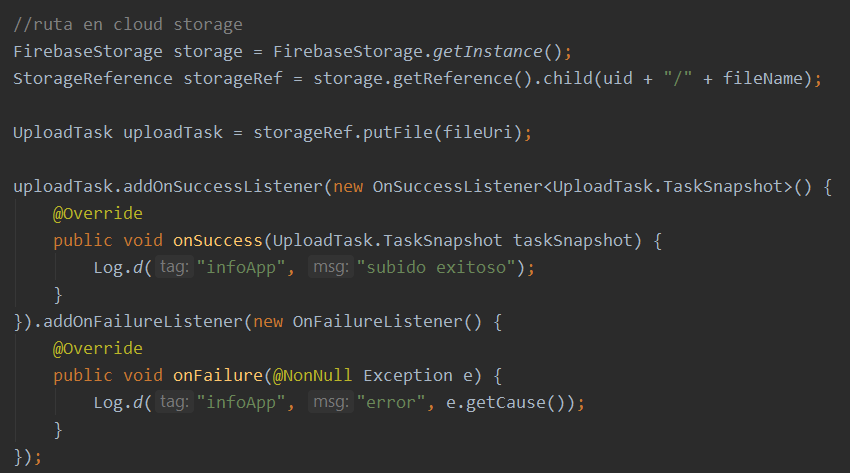 //ruta en cloud storage
FirebaseStorage storage = FirebaseStorage.getInstance();
StorageReference storageRef = storage.getReference().child(uid + "/" + fileName);

UploadTask uploadTask = storageRef.putFile(fileUri);

uploadTask.addOnSuccessListener(new OnSuccessListener<UploadTask.TaskSnapshot>() {
    @Override
    public void onSuccess(UploadTask.TaskSnapshot taskSnapshot) {
        Log.d( tag: "infoApp", msg: "subido exitoso");
    }
}).addOnFailureListener(new OnFailureListener() {
    @Override
    public void onFailure(@NonNull Exception e) {
        Log.d( tag: "infoApp", msg: "error", e.getCause());
    }
});